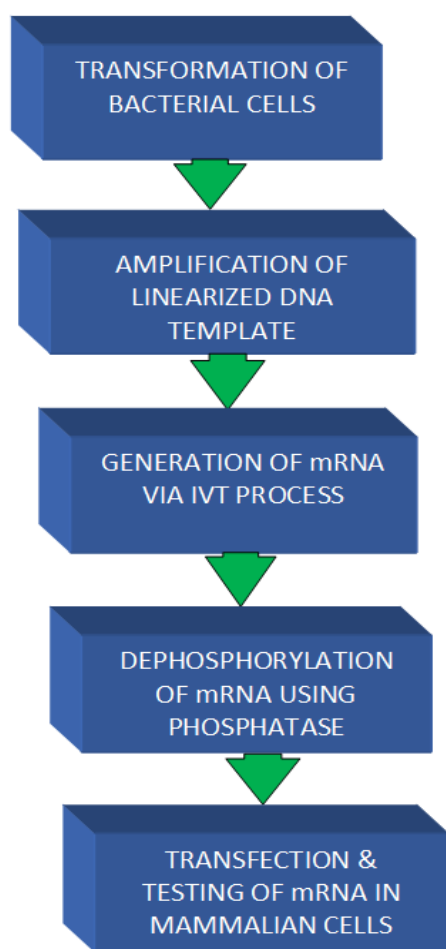 TRANSFORMATION OF
BACTERIAL CELLS
AMPLIFICATION OF
LINEARIZED DNA
TEMPLATE
GENERATION OF mRNA
VIA IVT PROCESS
DEPHOSPHORYLATION
OF mRNA USING
PHOSPHATASE
TRANSFECTION &
TESTING OF mRNA IN
MAMMALIAN CELLS